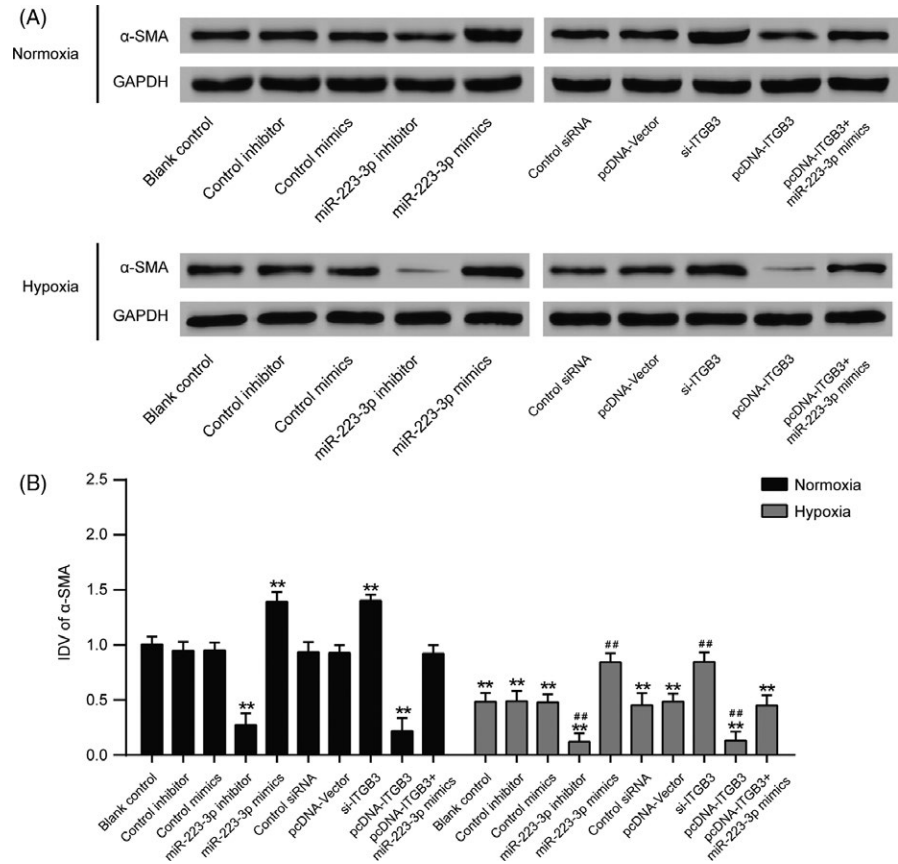 (A)
Normoxia
α-SMA
GAPDH
Blank control
Control inhibitor
Control mimics
miR-223-3p inhibitor
miR-223-3p mimics
Control siRNA
pcDNA-Vector
si-ITGB3
pcDNA-ITGB3
pcDNA-ITGB3+
miR-223-3p mimics
Hypoxia
α-SMA
GAPDH
Blank control
Control inhibitor
Control mimics
miR-223-3p inhibitor
miR-223-3p mimics
Control siRNA
pcDNA-Vector
si-ITGB3
pcDNA-ITGB3
pcDNA-ITGB3+
miR-223-3p mimics
(B)
Normoxia
Hypoxia
IDV of α-SMA
2.5
2.0
1.5
1.0
0.5
0.0
**
**
**
**
**
**
**
##
**
##
**
**
##
##
**
**
Blank control
Control inhibitor
Control mimics
miR-223-3p inhibitor
miR-223-3p mimics
Control siRNA
pcDNA-Vector
si-ITGB3
pcDNA-ITGB3
pcDNA-ITGB3+
miR-223-3p mimics
Blank control
Control inhibitor
Control mimics
miR-223-3p inhibitor
miR-223-3p mimics
Control siRNA
pcDNA-Vector
si-ITGB3
pcDNA-ITGB3
pcDNA-ITGB3+
miR-223-3p mimics